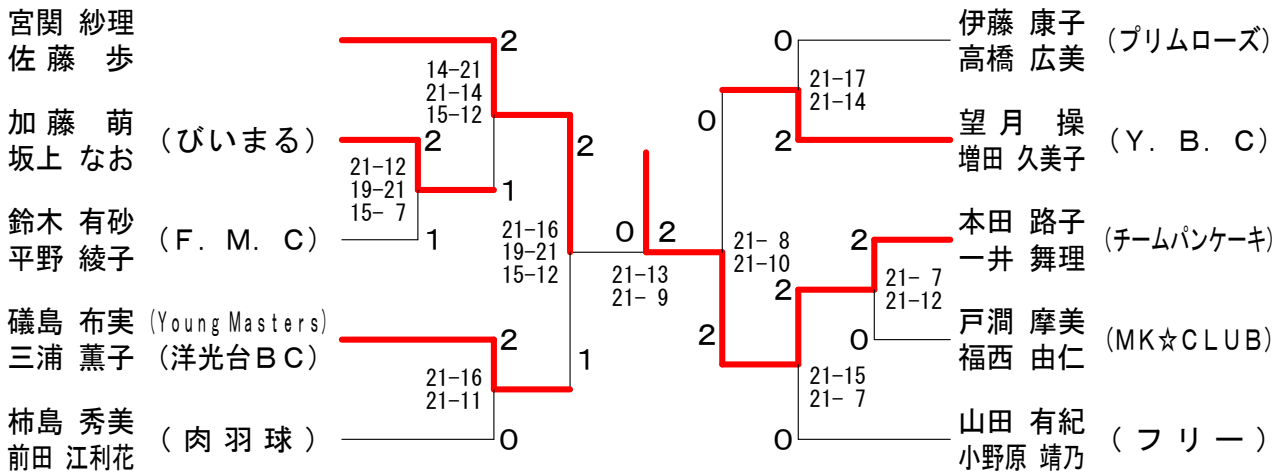 宮関 紗理
佐 藤　歩
2
14-21
21-14
15-12
加 藤　萌
坂上 なお
(びいまる)
2
21-12
19-21
15- 7
1
2
鈴木 有砂
平野 綾子
(F. M. C)
1
21-16
19-21
15-12
礒島 布実 (Young Masters)
三浦 薫子 (洋光台BC)
2
21-16
21-11
1
柿島 秀美
前田 江利花
(肉羽球)
0
0 2
21-13
21- 9
伊藤 康子
高橋 広美
(プリムローズ)
0
21-17
21-14
0
望 月　操
増田 久美子
(Y. B. C)
2
21- 8
21-10
本田 路子
一井 舞理
(チームパンケーキ)
2
21- 7
21-12
2
戸澗 摩美
福西 由仁
(MK☆CLUB)
0
2
21-15
21- 7
山田 有紀
小野原 靖乃
(フリー)
0